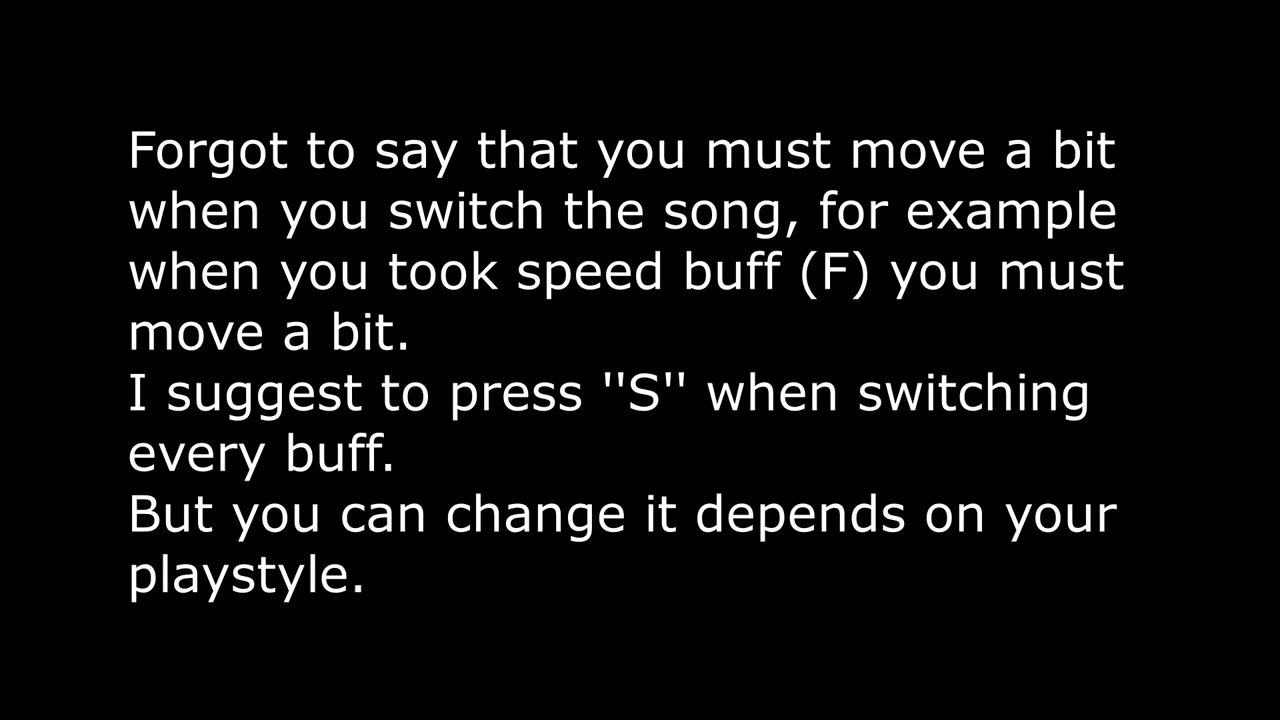 Forgot to say that you must move a bit
when you switch the song, for example
when you took speed buff (F) you must
move a bit.
I suggest to press ''S'' when switching
every buff.
But you can change it depends on your
playstyle.